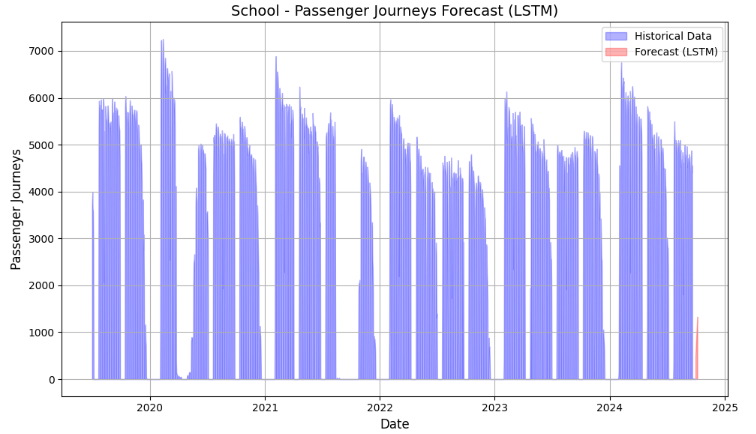 School - Passenger Journeys Forecast (LSTM)
Historical Data
Forecast (LSTM)
Passenger Journeys
7000
6000
5000
4000
3000
2000
1000
0
2020
2021
2022
2023
2024
2025
Date